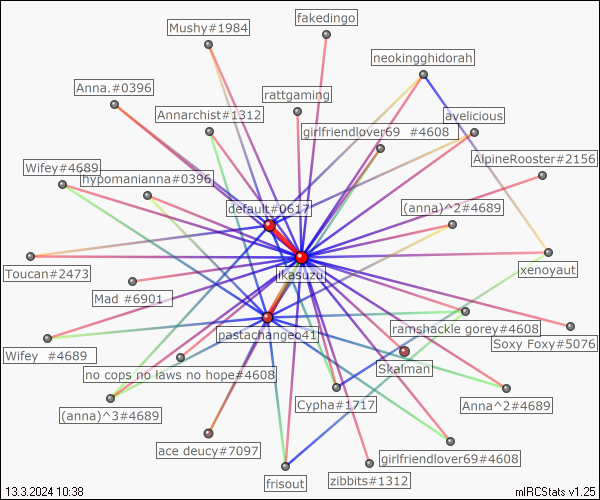 fakedingo
Mushy#1984
neokingghidorah
Anna.#0396
rattgaming
Annarchist#1312
avelicious
girlfriendlover69 #4608
AlpineRooster#2156
Wifey#4689
hypomanianna#0396
default#0617
(anna)^2#4689
Toucan#2473
ikasuzu
xenoyaut
Mad #6901
ramshackle gorey#4608
pastachangeo41
Soxy Foxy#5076
Wifey #4689
no cops no laws no hope#4608
Skalman
Cypha#1717
Anna^2#4689
(anna)^3#4689
ace deucy#7097
girlfriendlover69#4608
frisout
zibbits#1312
13.3.2024 10:38
mIRCStats v1.25